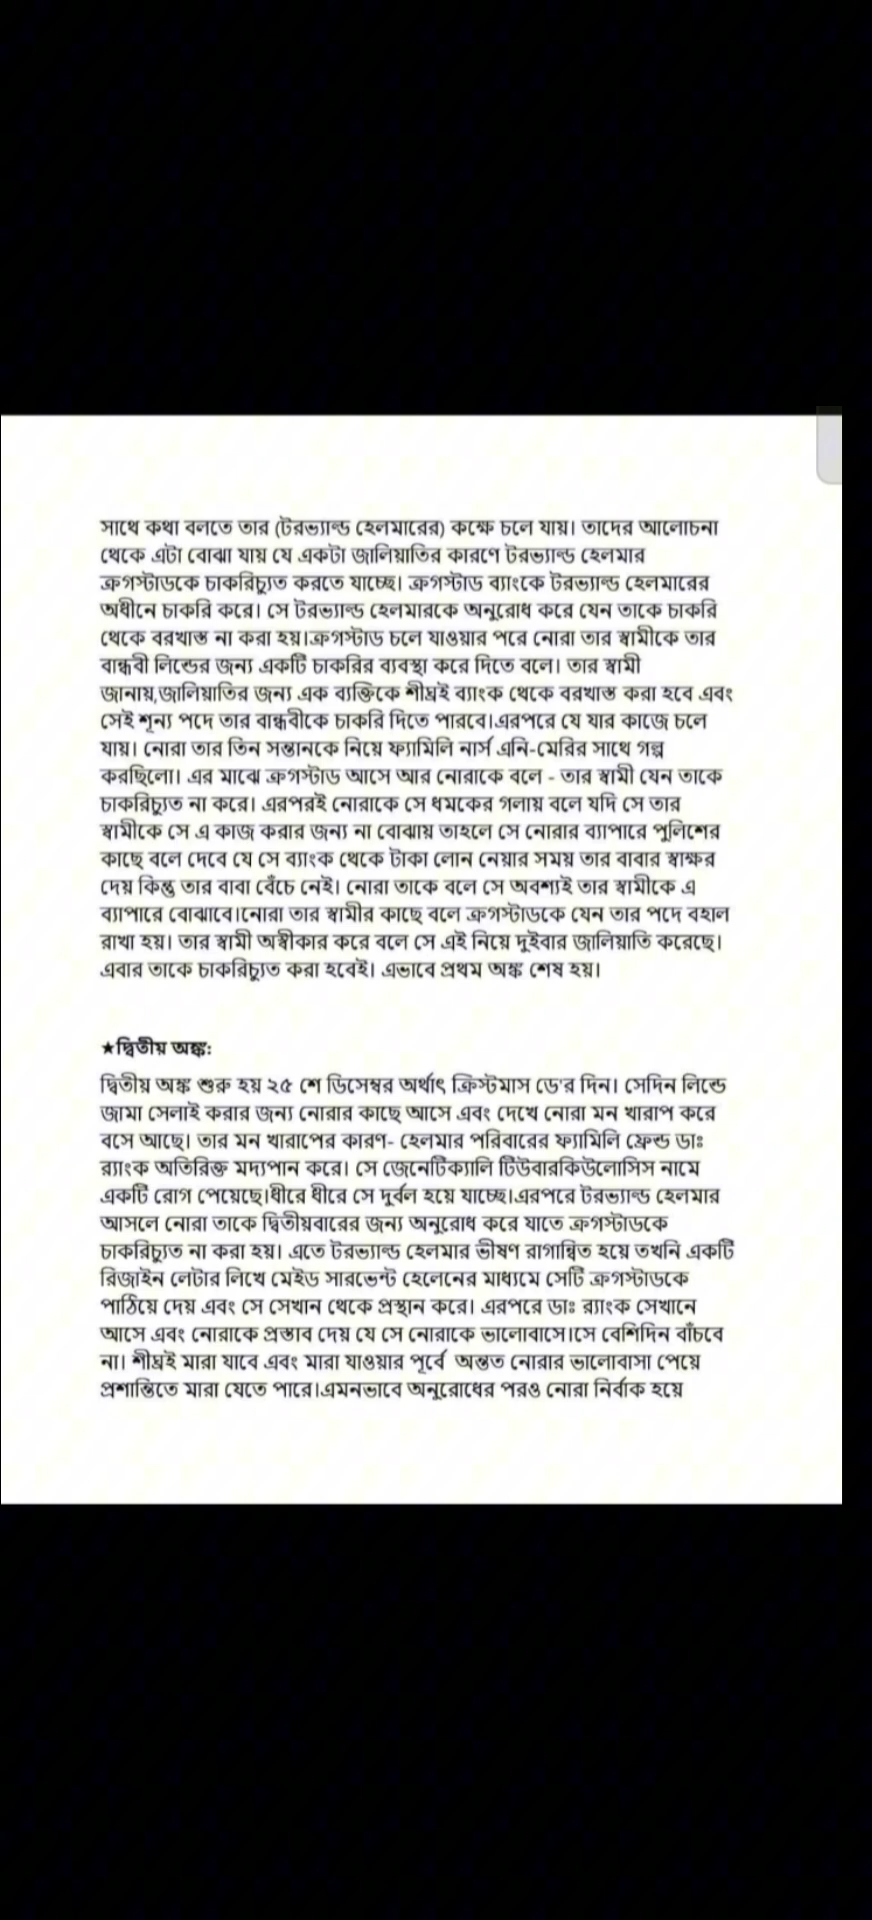 সাথে কথা বলতে তার (টরভ্যাল্ড হেলমারের) কক্ষে চলে যায়। তাদের আলোচনা
থেকে এটা বোঝা যায় যে একটা জালিয়াতির কারণে টরভ্যাল্ড হেলমার
ক্রগস্টাডকে চাকরিচ্যুত করতে যাচ্ছে। ক্রগস্টাড ব্যাংকে টরভ্যাল্ড হেলমারের
অধীনে চাকরি করে। সে টরভ্যাল্ড হেলমারকে অনুরোধ করে যেন তাকে চাকরি
থেকে বরখাস্ত না করা হয়।ক্রগস্টাড চলে যাওয়ার পরে নোরা তার স্বামীকে তার
বান্ধবী লিন্ডের জন্য একটি চাকরির ব্যবস্থা করে দিতে বলে। তার স্বামী
জানায়,জালিয়াতির জন্য এক ব্যক্তিকে শীঘ্রই ব্যাংক থেকে বরখাস্ত করা হবে এবং
সেই শূন্য পদে তার বান্ধবীকে চাকরি দিতে পারবে।এরপরে যে যার কাজে চলে
যায়। নোরা তার তিন সন্তানকে নিয়ে ফ্যামিলি নার্স এনি-মেরির সাথে গল্প
করছিলো। এর মাঝে ক্রগস্টাড আসে আর নোরাকে বলে - তার স্বামী যেন তাকে
চাকরিচ্যুত না করে। এরপরই নোরাকে সে ধমকের গলায় বলে যদি সে তার
স্বামীকে সে এ কাজ করার জন্য না বোঝায় তাহলে সে নোরার ব্যাপারে পুলিশের
কাছে বলে দেবে যে সে ব্যাংক থেকে টাকা লোন নেয়ার সময় তার বাবার স্বাক্ষর
দেয় কিন্তু তার বাবা বেঁচে নেই। নোরা তাকে বলে সে অবশ্যই তার স্বামীকে এ
ব্যাপারে বোঝাবে।নোরা তার স্বামীর কাছে বলে ক্রগস্টাডকে যেন তার পদে বহাল
রাখা হয়। তার স্বামী অস্বীকার করে বলে সে এই নিয়ে দুইবার জালিয়াতি করেছে।
এবার তাকে চাকরিচ্যুত করা হবেই। এভাবে প্রথম অঙ্ক শেষ হয়।
★দ্বিতীয় অঙ্ক:
দ্বিতীয় অঙ্ক শুরু হয় ২৫ শে ডিসেম্বর অর্থাৎ ক্রিস্টমাস ডে'র দিন। সেদিন লিন্ডে
জামা সেলাই করার জন্য নোরার কাছে আসে এবং দেখে নোরা মন খারাপ করে
বসে আছে। তার মন খারাপের কারণ- হেলমার পরিবারের ফ্যামিলি ফ্রেন্ড ডাঃ
র‍্যাংক অতিরিক্ত মদ্যপান করে। সে জেনেটিক্যালি টিউবারকিউলোসিস নামে
একটি রোগ পেয়েছে।ধীরে ধীরে সে দুর্বল হয়ে যাচ্ছে।এরপরে টরভ্যাল্ড হেলমার
আসলে নোরা তাকে দ্বিতীয়বারের জন্য অনুরোধ করে যাতে ক্রগস্টাডকে
চাকরিচ্যুত না করা হয়। এতে টরভ্যাল্ড হেলমার ভীষণ রাগান্বিত হয়ে তখনি একটি
রিজাইন লেটার লিখে মেইড সারভেন্ট হেলেনের মাধ্যমে সেটি ক্রগস্টাডকে
পাঠিয়ে দেয় এবং সে সেখান থেকে প্রস্থান করে। এরপরে ডাঃ র‍্যাংক সেখানে
আসে এবং নোরাকে প্রস্তাব দেয় যে সে নোরাকে ভালোবাসে।সে বেশিদিন বাঁচবে
না। শীঘ্রই মারা যাবে এবং মারা যাওয়ার পূর্বে অন্তত নোরার ভালোবাসা পেয়ে
প্রশান্তিতে মারা যেতে পারে।এমনভাবে অনুরোধের পরও নোরা নির্বাক হয়ে